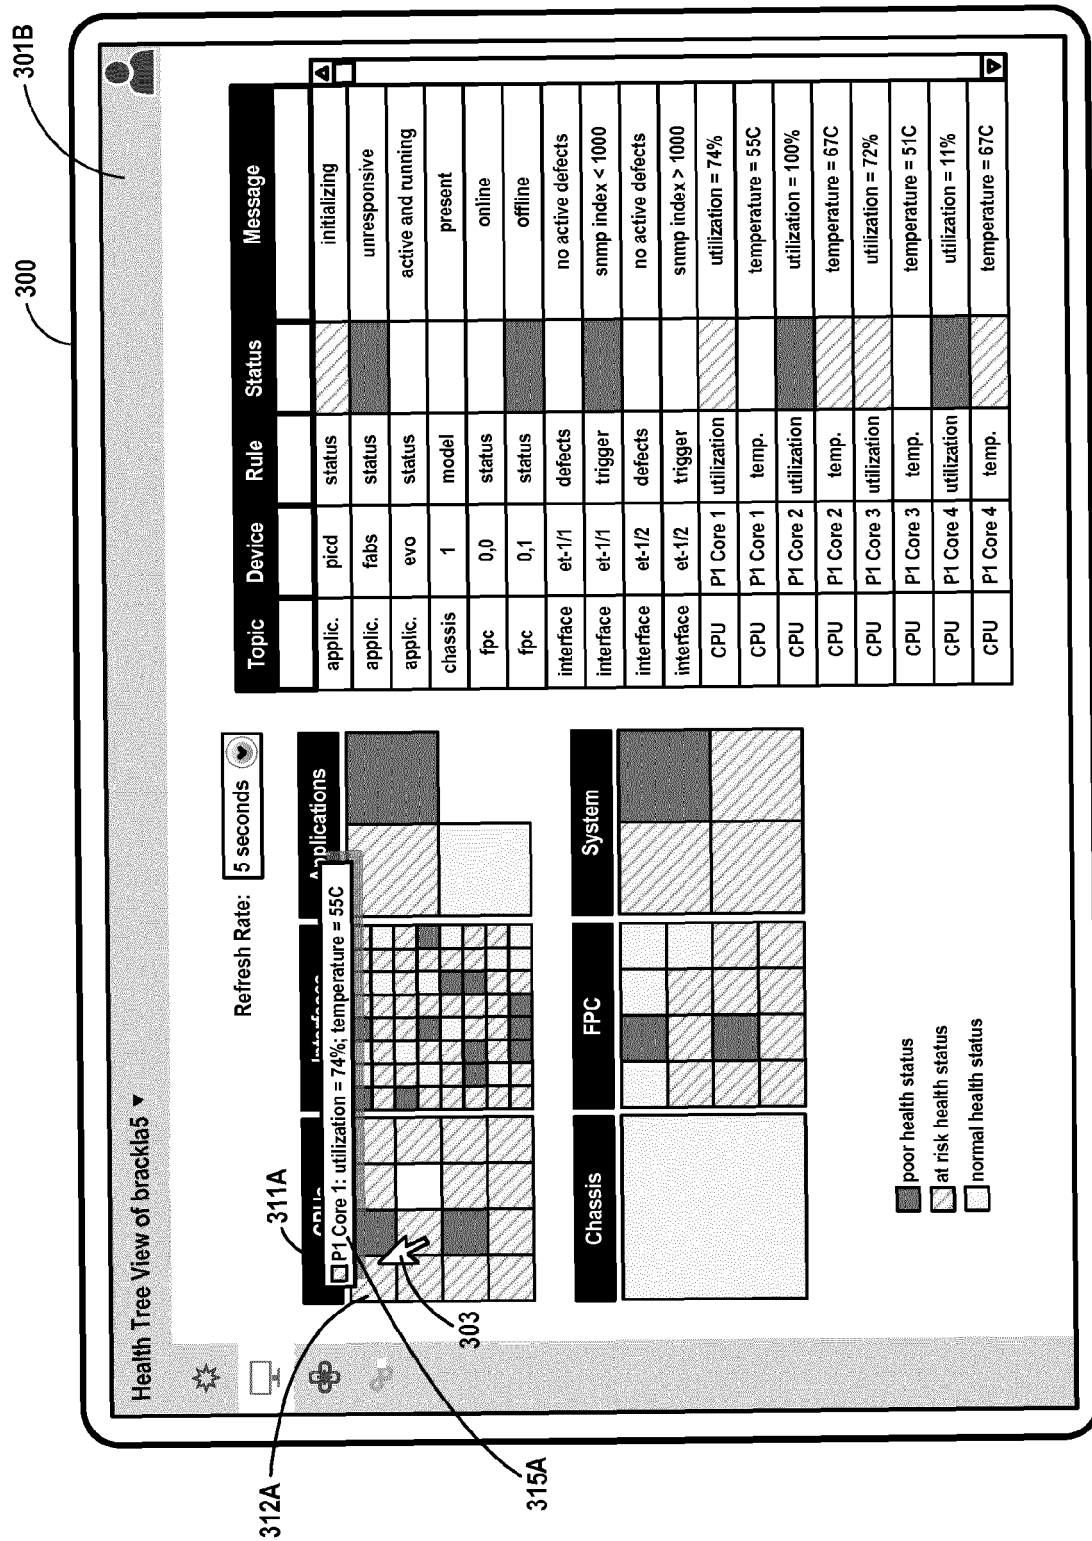 300
301B
Health Tree View of brackla5 ▼
Refresh Rate: 5 seconds
311A
Applications
P1 Core 1: utilization = 74%; temperature = 55C
312A
303
315A
Chassis FPC System
poor health status
at risk health status
normal health status
Topic Device Rule Status Message
applic. picd status initializing
applic. fabs status unresponsive
applic. evo status active and running
chassis 1 model present
fpc 0,0 status online
fpc 0,1 status offline
interface et-1/1 defects no active defects
interface et-1/1 trigger snmp index < 1000
interface et-1/2 defects no active defects
interface et-1/2 trigger snmp index > 1000
CPU P1 Core 1 utilization utilization = 74%
CPU P1 Core 1 temp. temperature = 55C
CPU P1 Core 2 utilization utilization = 100%
CPU P1 Core 2 temp. temperature = 67C
CPU P1 Core 3 utilization utilization = 72%
CPU P1 Core 3 temp. temperature = 51C
CPU P1 Core 4 utilization utilization = 11%
CPU P1 Core 4 temp. temperature = 67C